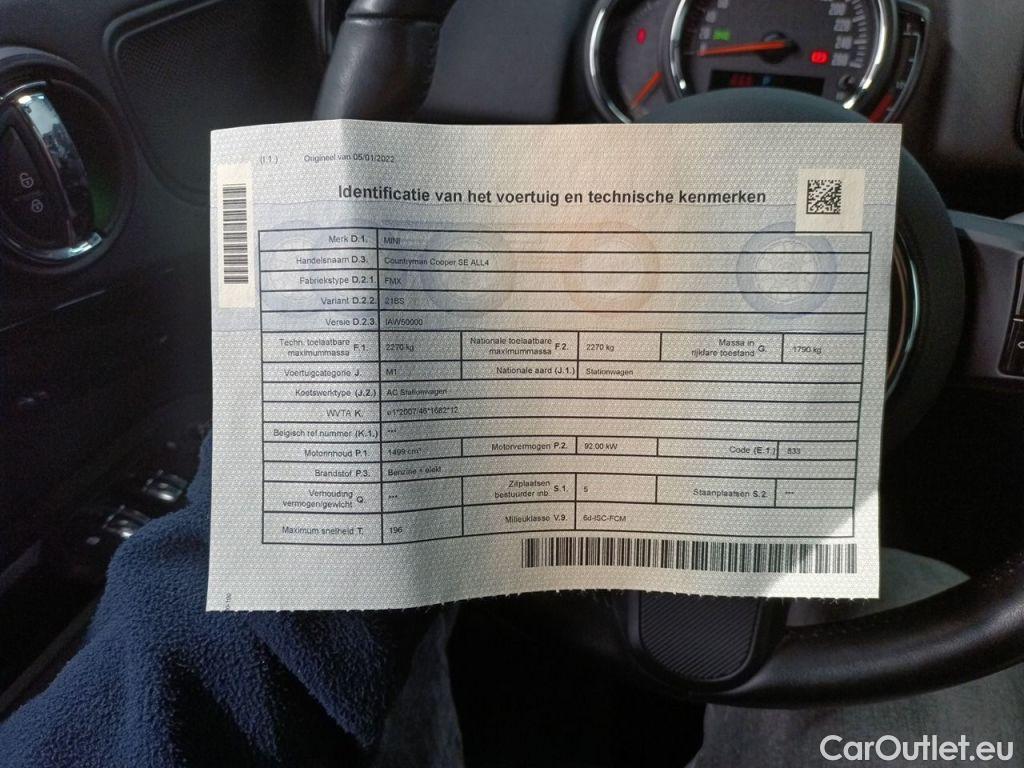 (I.1.) Origineel van 05/01/2022
Identificatie van het voertuig en technische kenmerken
Merk D.1. MINI
Handelsnaam D.3. Countryman Cooper SE ALL4
Fabriekstype D.2.1. FMX
Variant D.2.2. 21BS
Versie D.2.3. IAW50000
Techn. toelaatbare maximummassa F.1. 2270 kg Nationale toelaatbare maximummassa F.2. 2270 kg Massa in rijklare toestand G. 1790 kg
Voertuigcategorie J. M1 Nationale aard (J.1.) Stationwagen
Koetswerktype (J.2.) AC Stationwagen
WVTA K. e1*2007/46*1682*12
Belgisch ref.nummer (K.1.) ***
Motorinhoud P.1. 1499 cm³ Motorvermogen P.2. 92.00 kW Code (E.1.) 833
Brandstof P.3. Benzine + elekt
Verhouding vermogen/gewicht Q. *** Zitplaatsen bestuurder inb. S.1. 5 Staanplaatsen S.2. ***
Maximum snelheid T. 196 Milieuklasse V.9. 6d-ISC-FCM
CarOutlet.eu